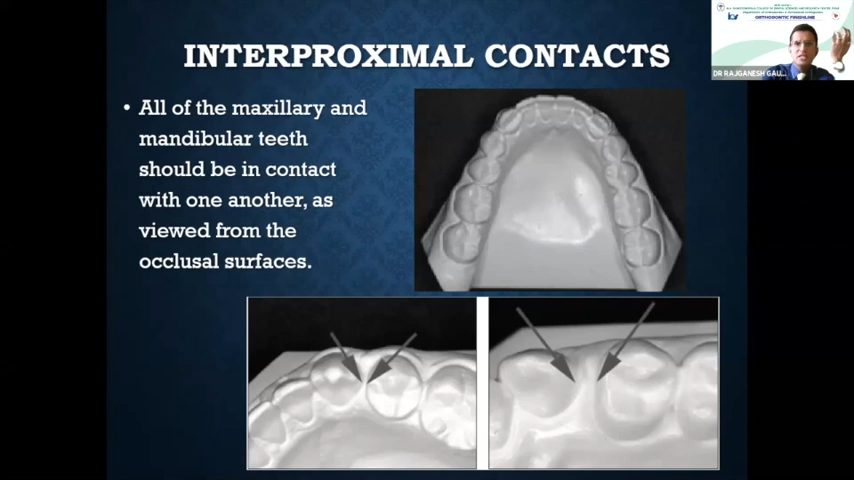 INTERPROXIMAL CONTACTS
• All of the maxillary and
mandibular teeth
should be in contact
with one another, as
viewed from the
occlusal surfaces.
ORTHODONTIC FINISHLINE
DR RAJGANESH GAU...